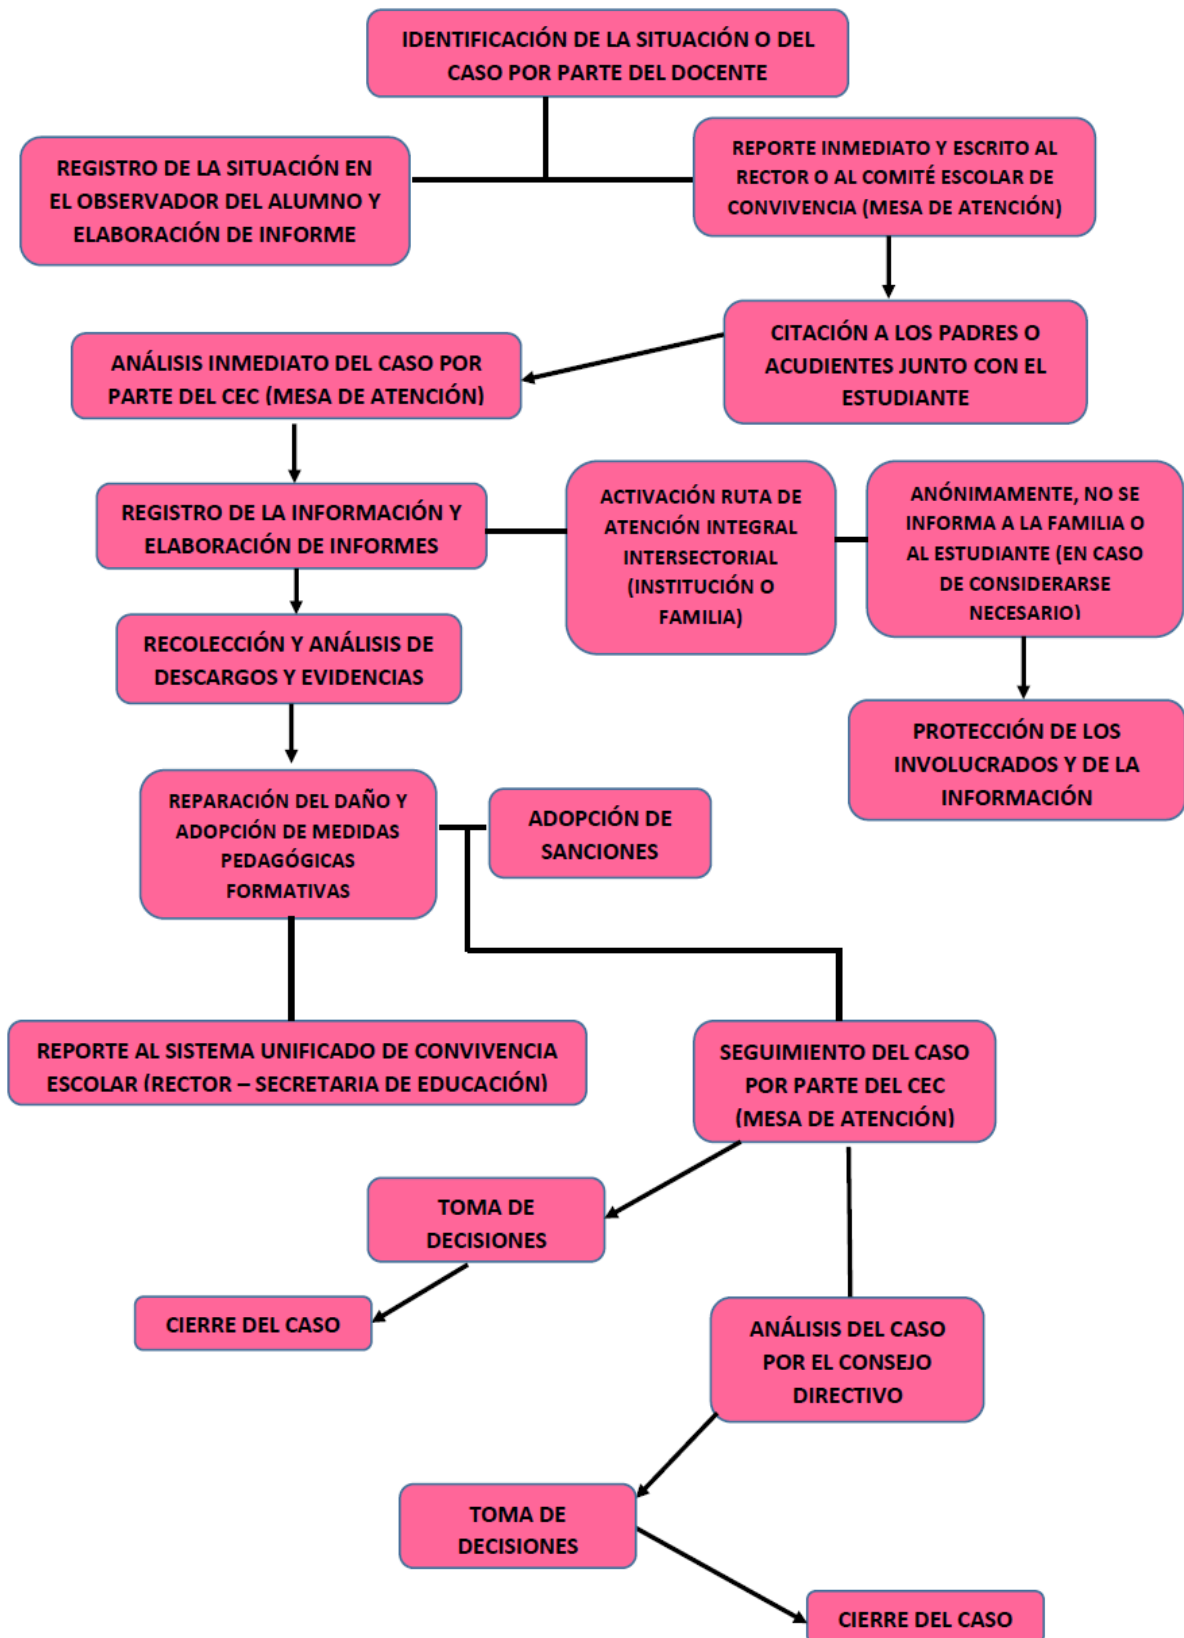 IDENTIFICACIÓN DE LA SITUACIÓN O DEL
CASO POR PARTE DEL DOCENTE
REGISTRO DE LA SITUACIÓN EN
EL OBSERVADOR DEL ALUMNO Y
ELABORACIÓN DE INFORME
REPORTE INMEDIATO Y ESCRITO AL
RECTOR O AL COMITÉ ESCOLAR DE
CONVIVENCIA (MESA DE ATENCIÓN)
CITACIÓN A LOS PADRES O
ACUDIENTES JUNTO CON EL
ESTUDIANTE
ANÁLISIS INMEDIATO DEL CASO POR
PARTE DEL CEC (MESA DE ATENCIÓN)
REGISTRO DE LA INFORMACIÓN Y
ELABORACIÓN DE INFORMES
ACTIVACIÓN RUTA DE
ATENCIÓN INTEGRAL
INTERSECTORIAL
(INSTITUCIÓN O
FAMILIA)
ANÓNIMAMENTE, NO SE
INFORMA A LA FAMILIA O
AL ESTUDIANTE (EN CASO
DE CONSIDERARSE
NECESARIO)
RECOLECCIÓN Y ANÁLISIS DE
DESCARGOS Y EVIDENCIAS
PROTECCIÓN DE LOS
INVOLUCRADOS Y DE LA
INFORMACIÓN
REPARACIÓN DEL DAÑO Y
ADOPCIÓN DE MEDIDAS
PEDAGÓGICAS
FORMATIVAS
ADOPCIÓN DE
SANCIONES
REPORTE AL SISTEMA UNIFICADO DE CONVIVENCIA
ESCOLAR (RECTOR – SECRETARIA DE EDUCACIÓN)
SEGUIMIENTO DEL CASO
POR PARTE DEL CEC
(MESA DE ATENCIÓN)
TOMA DE
DECISIONES
CIERRE DEL CASO
ANÁLISIS DEL CASO
POR EL CONSEJO
DIRECTIVO
TOMA DE
DECISIONES
CIERRE DEL CASO